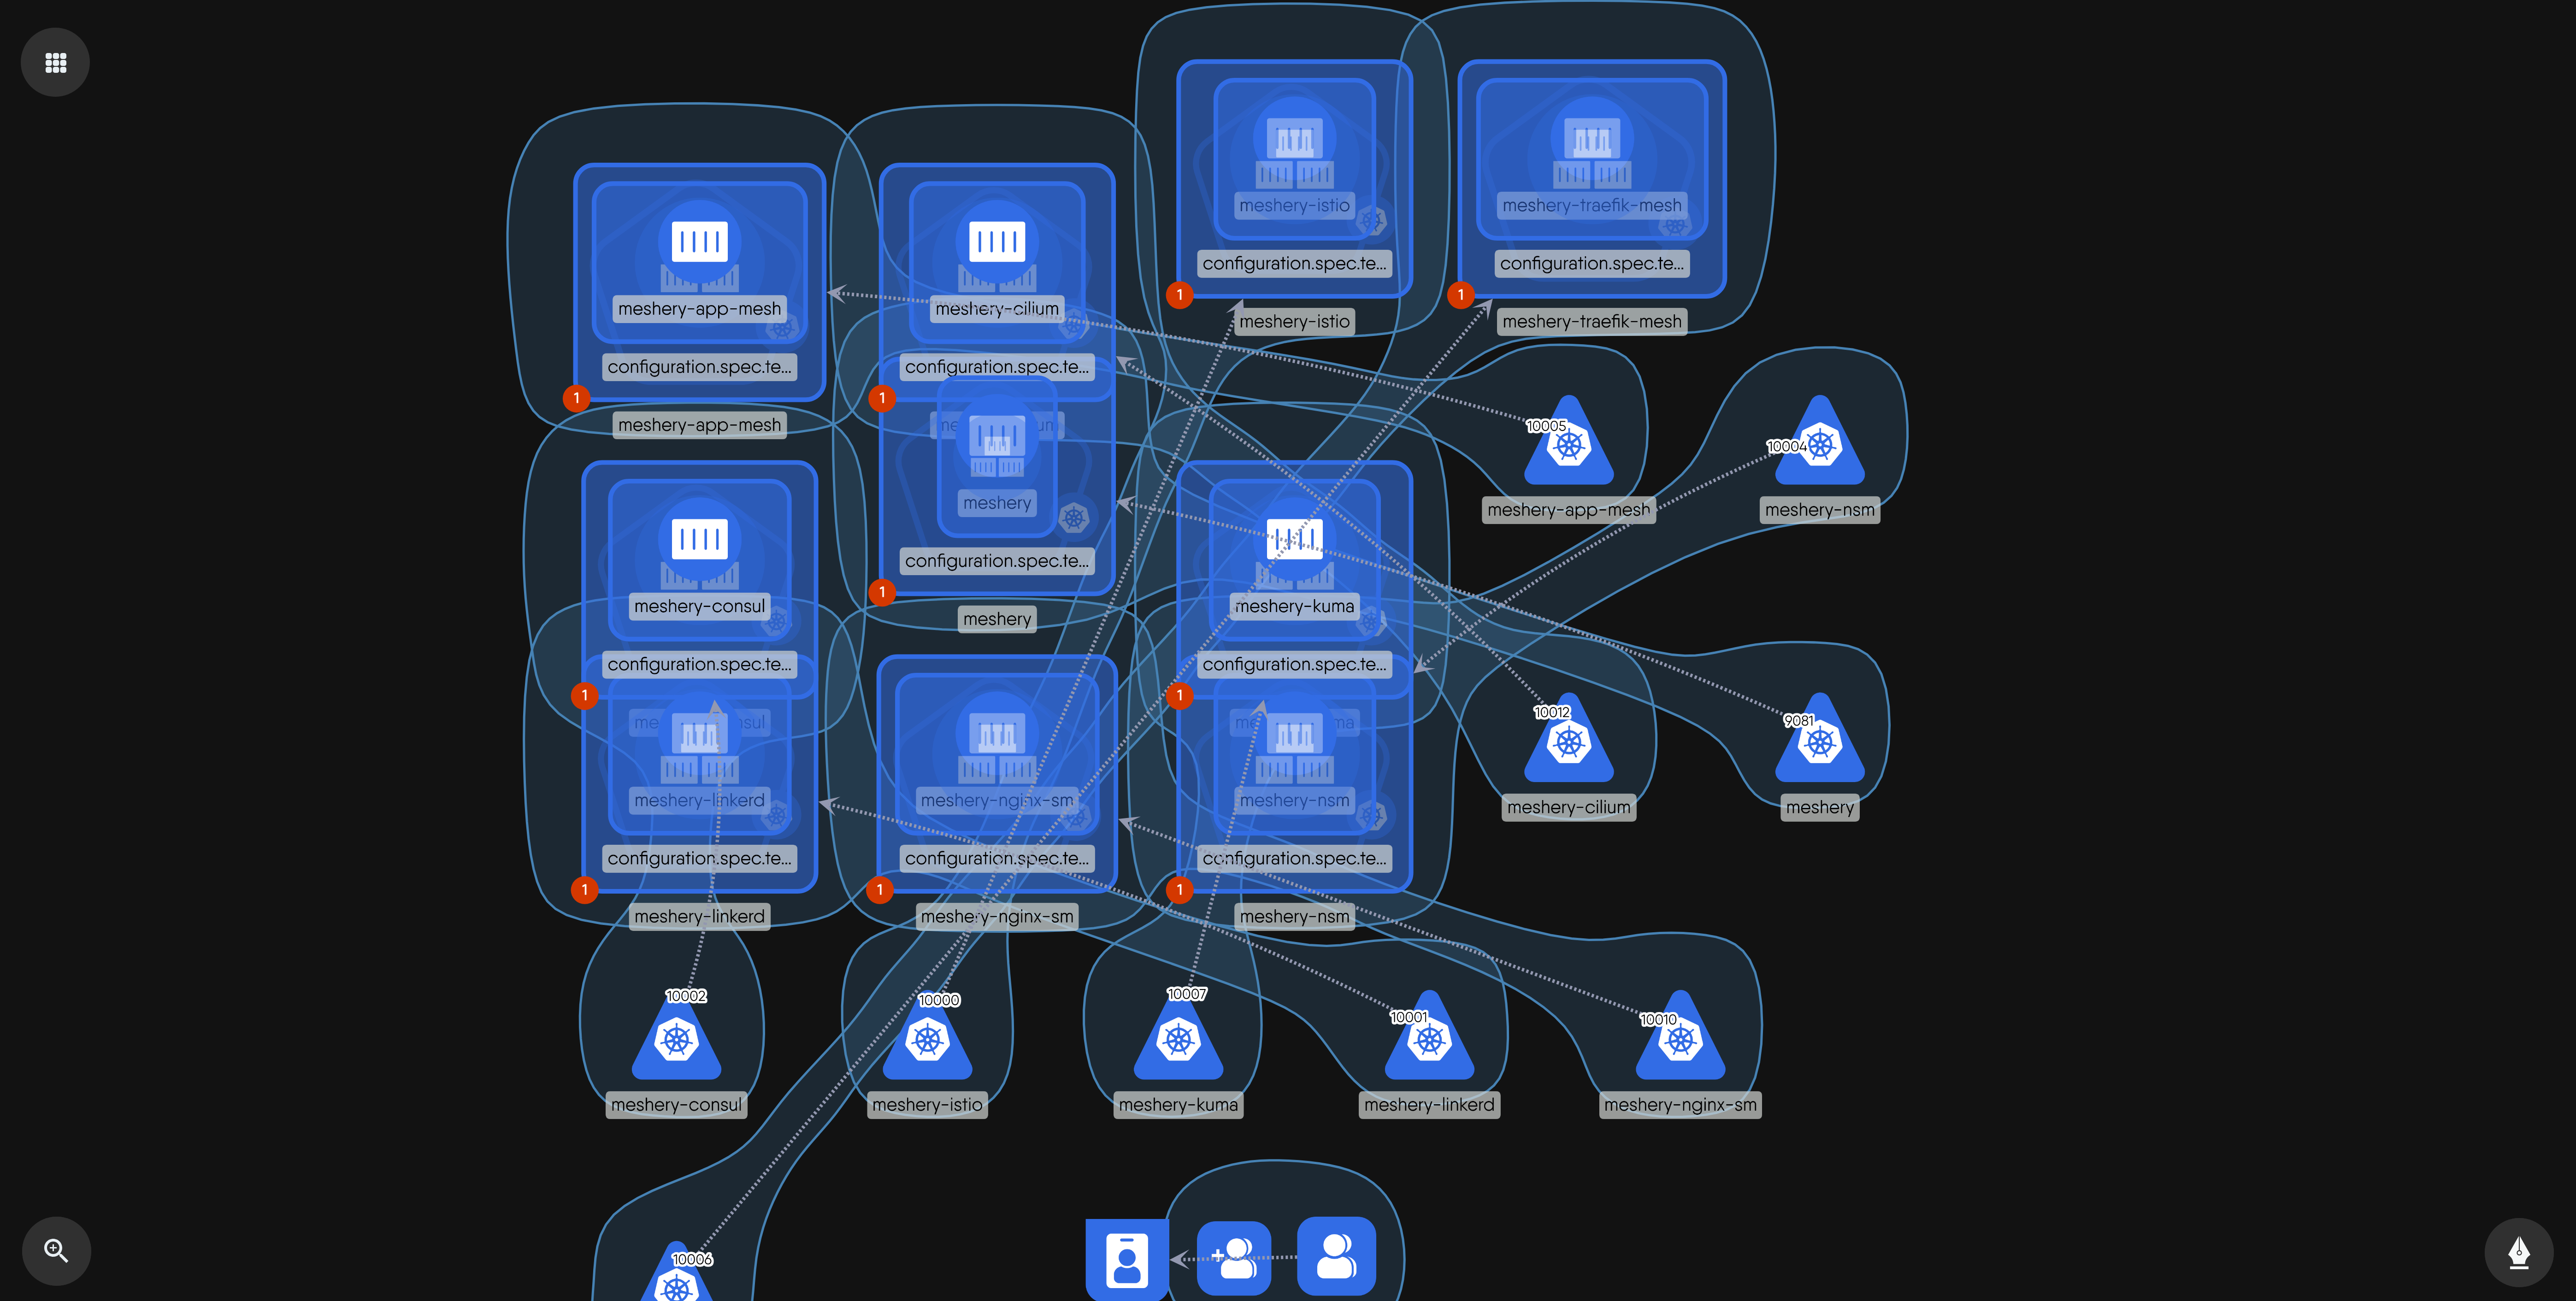 meshery-istio
configuration.spec.te...
1
meshery-istio
meshery-traefik-mesh
configuration.spec.te...
1
meshery-traefik-mesh
meshery-app-mesh
configuration.spec.te...
1
meshery-app-mesh
meshery-cilium
configuration.spec.te...
1
meshery
configuration.spec.te...
1
meshery
10005
meshery-app-mesh
10004
meshery-nsm
meshery-consul
configuration.spec.te...
1
meshery-linkerd
configuration.spec.te...
1
meshery-linkerd
meshery-nginx-sm
configuration.spec.te...
1
meshery-nginx-sm
meshery-kuma
configuration.spec.te...
1
meshery-nsm
configuration.spec.te...
1
meshery-nsm
10012
meshery-cilium
9081
meshery
10002
meshery-consul
10000
meshery-istio
10007
meshery-kuma
10001
meshery-linkerd
10010
meshery-nginx-sm
10006